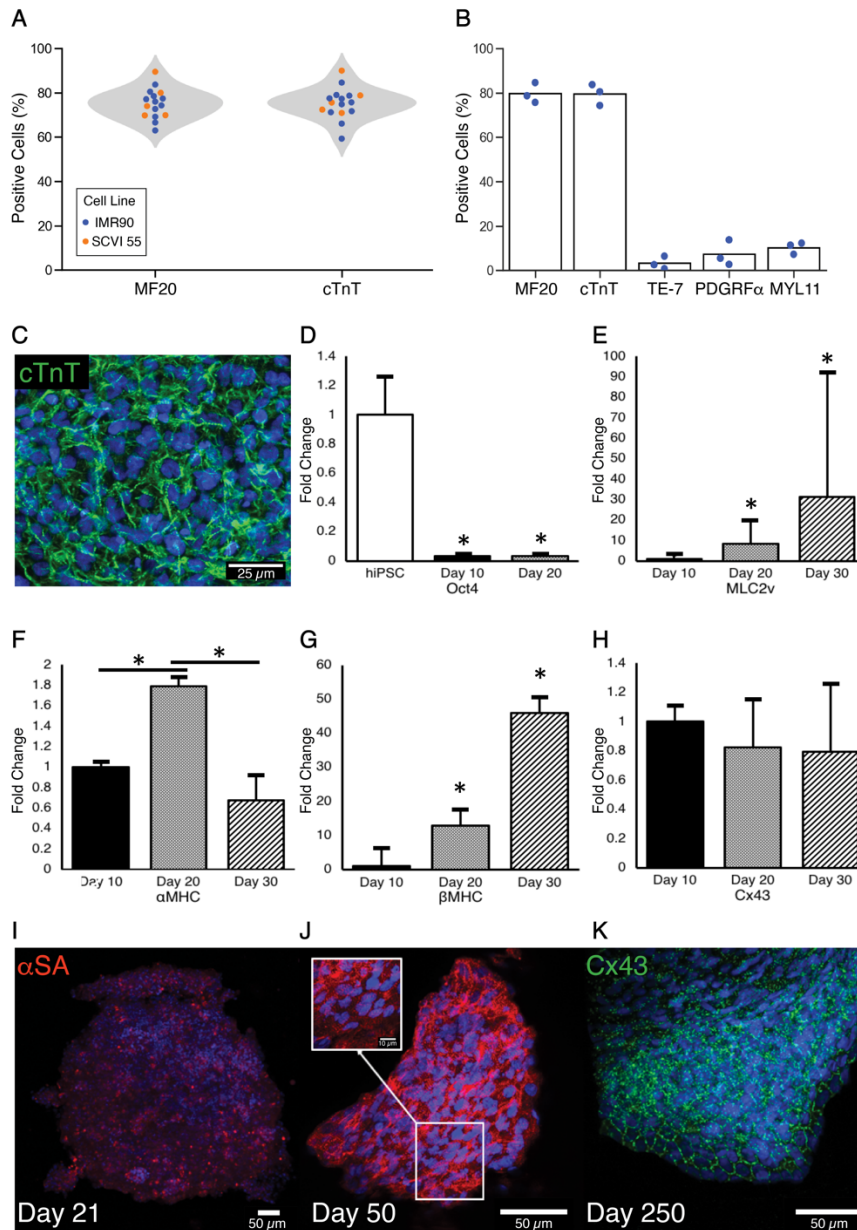 A
Positive Cells (%)
100
80
60
40
20
0
Cell Line
IMR90
SCVI 55
MF20
cTnT
B
Positive Cells (%)
100
80
60
40
20
0
MF20
cTnT
TE-7
PDGRFα
MYL11
C
cTnT
25 µm
D
Fold Change
1.4
1.2
1
0.8
0.6
0.4
0.2
0
*
*
hiPSC
Day 10
Day 20
Oct4
E
Fold Change
100
90
80
70
60
50
40
30
20
10
0
*
*
Day 10
Day 20
Day 30
MLC2v
F
Fold Change
2
1.8
1.6
1.4
1.2
1
0.8
0.6
0.4
0.2
0
*
*
Day 10
Day 20
Day 30
αMHC
G
Fold Change
60
50
40
30
20
10
0
*
*
Day 10
Day 20
Day 30
βMHC
H
Fold Change
1.4
1.2
1
0.8
0.6
0.4
0.2
0
Day 10
Day 20
Day 30
Cx43
I
αSA
Day 21
50 µm
J
10 µm
Day 50
50 µm
K
Cx43
Day 250
50 µm